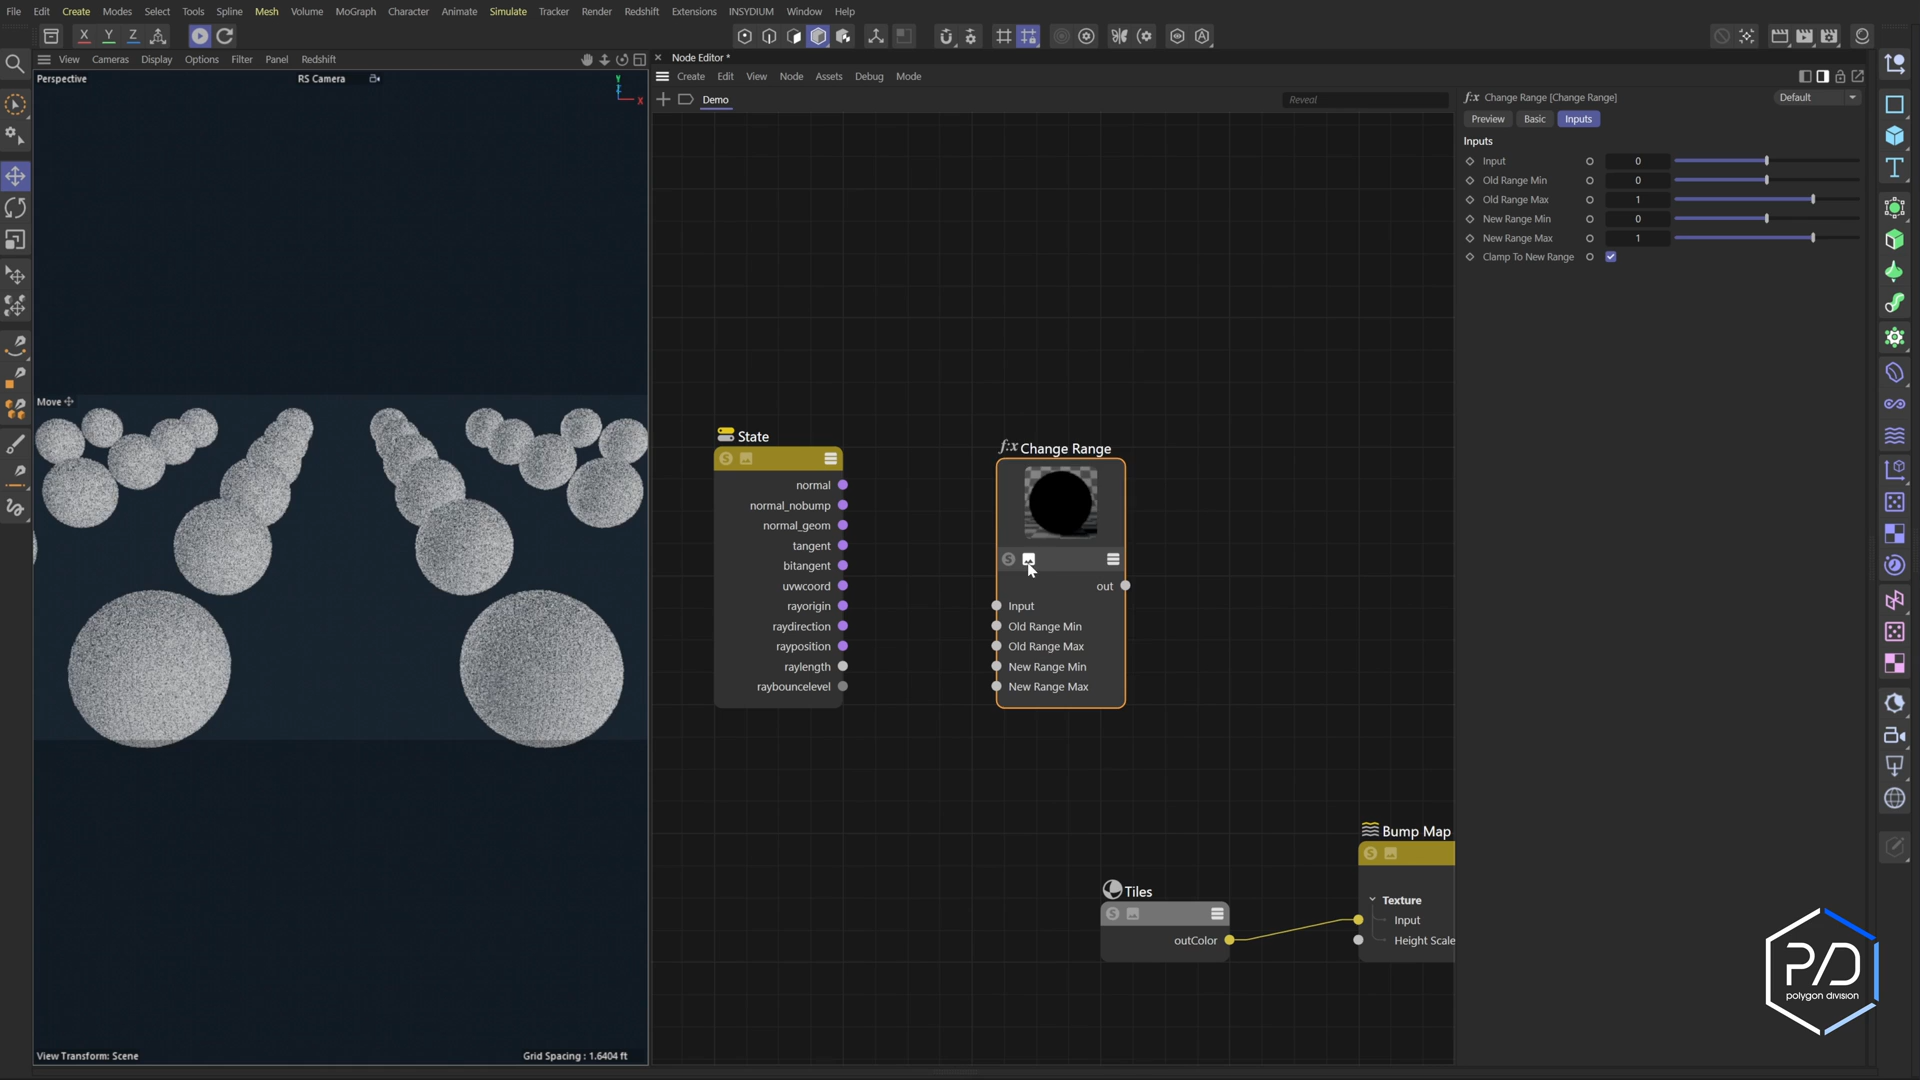 File Edit Create Modes Select Tools Spline Mesh Volume MoGraph Character Animate Simulate Tracker Render Redshift Extensions INSYDIUM Window Help
X Y Z
View Cameras Display Options Filter Panel Redshift
Perspective RS Camera
Y
Z
X
Move
View Transform: Scene Grid Spacing : 1.6404 ft
Node Editor *
Create Edit View Node Assets Debug Mode
Demo Reveal
State
S
normal
normal_nobump
normal_geom
tangent
bitangent
uvwcoord
rayorigin
raydirection
rayposition
raylength
raybouncelevel
f:x Change Range
S
out
Input
Old Range Min
Old Range Max
New Range Min
New Range Max
Tiles
S
outColor
Bump Map
S
Texture
Input
Height Scale
f:x Change Range [Change Range] Default
Preview Basic Inputs
Inputs
Input 0
Old Range Min 0
Old Range Max 1
New Range Min 0
New Range Max 1
Clamp To New Range
P/D
polygon division